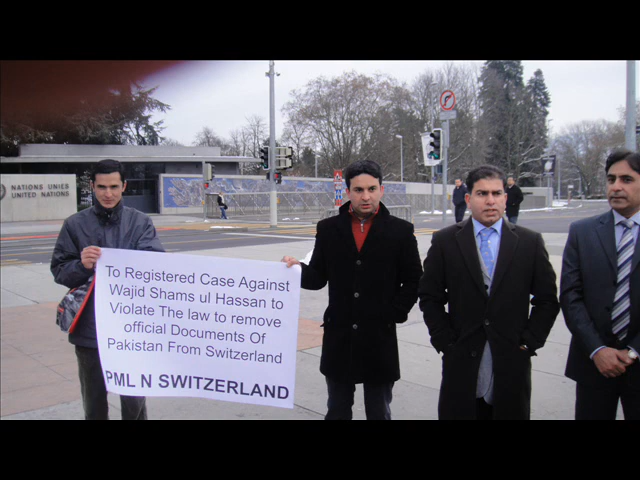 NATIONS UNIES
UNITED NATIONS
To Registered Case Against
Wajid Shams ul Hassan to
Violate The law to remove
official Documents Of
Pakistan From Switzerland
PML N SWITZERLAND